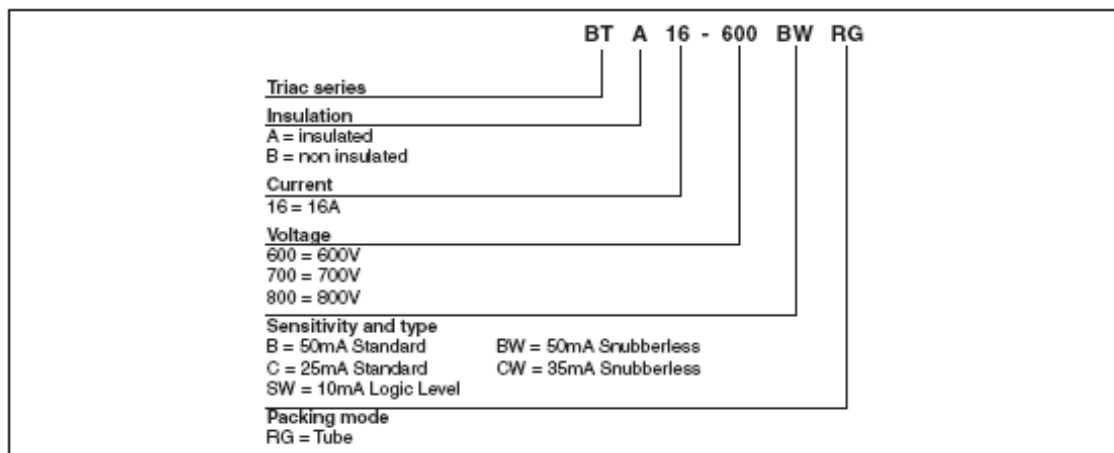 BT A 16 - 600 BW RG
Triac series
Insulation
A = insulated
B = non insulated
Current
16 = 16A
Voltage
600 = 600V
700 = 700V
800 = 800V
Sensitivity and type
B = 50mA Standard BW = 50mA Snubberless
C = 25mA Standard CW = 35mA Snubberless
SW = 10mA Logic Level
Packing mode
RG = Tube